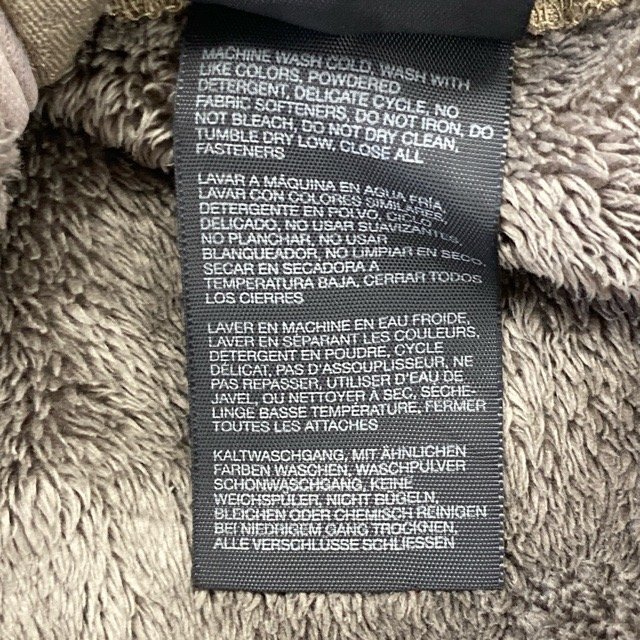 MACHINE WASH COLD, WASH WITH
LIKE COLORS, POWDERED
DETERGENT, DELICATE CYCLE, NO
FABRIC SOFTENERS, DO NOT IRON, DO
NOT BLEACH, DO NOT DRY CLEAN,
TUMBLE DRY LOW, CLOSE ALL
FASTENERS
LAVAR A MÁQUINA EN AGUA FRÍA
LAVAR CON COLORES SIMILARES,
DETERGENTE EN POLVO, CICLO
DELICADO, NO USAR SUAVIZANTES,
NO PLANCHAR, NO USAR
BLANQUEADOR, NO LIMPIAR EN SECO,
SECAR EN SECADORA A
TEMPERATURA BAJA, CERRAR TODOS
LOS CIERRES
LAVER EN MACHINE EN EAU FROIDE,
LAVER EN SÉPARANT LES COULEURS,
DETERGENT EN POUDRE, CYCLE
DÉLICAT, PAS D'ASSOUPLISSEUR, NE
PAS REPASSER, UTILISER D'EAU DE
JAVEL, OU NETTOYER À SEC, SÈCHE-
LINGE BASSE TEMPÉRATURE, FERMER
TOUTES LES ATTACHES
KALTWASCHGANG, MIT ÄHNLICHEN
FARBEN WASCHEN, WASCHPULVER
SCHONWASCHGANG, KEINE
WEICHSPÜLER, NICHT BÜGELN,
BLEICHEN ODER CHEMISCH REINIGEN
BEI NIEDRIGLM GANG TROCKNEN
ALLE VERSCHLÜSSE SCHLIESSEN